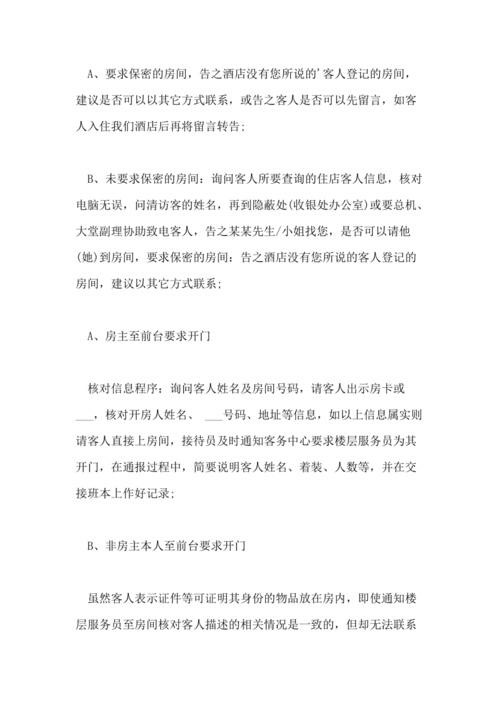 A、要求保密的房间，告之酒店没有您所说的'客人登记的房间，
建议是否可以以其它方式联系，或告之客人是否可以先留言，如客
人入住我们酒店后再将留言转告;
B、未要求保密的房间：询问客人所要查询的住店客人信息，核对
电脑无误，问清访客的姓名，再到隐蔽处(收银处办公室)或要总机、
大堂副理协助致电客人，告之某某先生/小姐找您，是否可以请他
(她)到房间，要求保密的房间：告之酒店没有您所说的客人登记的
房间，建议以其它方式联系;
A、房主至前台要求开门
核对信息程序：询问客人姓名及房间号码，请客人出示房卡或
___，核对开房人姓名、 ___号码、地址等信息，如以上信息属实则
请客人直接上房间，接待员及时通知客务中心要求楼层服务员为其
开门，在通报过程中，简要说明客人姓名、着装、人数等，并在交
接班本上作好记录;
B、非房主本人至前台要求开门
虽然客人表示证件等可证明其身份的物品放在房内，即使通知楼
层服务员至房间核对客人描述的相关情况是一致的，但却无法联系